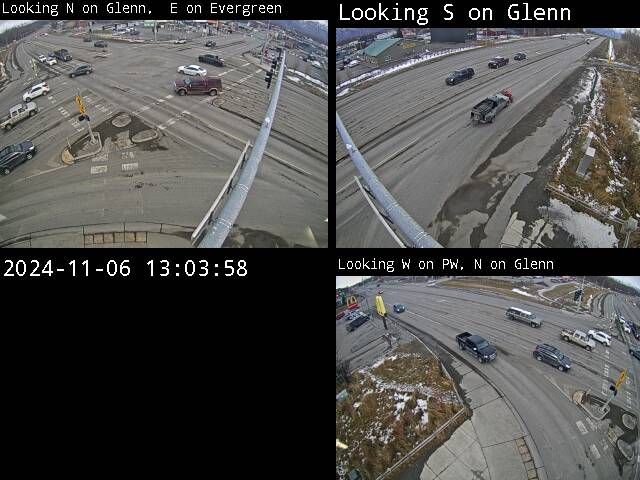 Looking N on Glenn, E on Evergreen
Looking S on Glenn
2024-11-06 13:03:58
Looking W on PW, N on Glenn